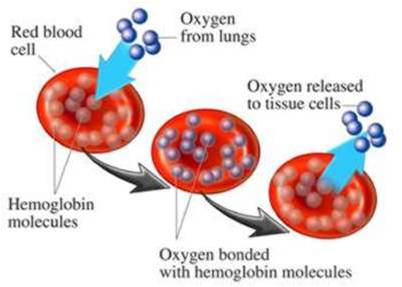 Oxygen
from lungs
Red blood
cell
Oxygen released
to tissue cells
Hemoglobin
molecules
Oxygen bonded
with hemoglobin molecules